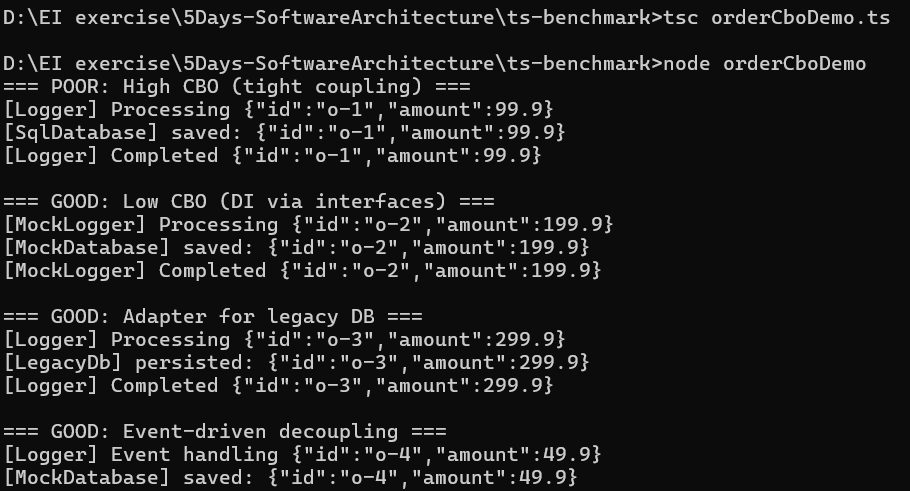 D:\EI exercise\5Days-SoftwareArchitecture\ts-benchmark>tsc orderCboDemo.ts
D:\EI exercise\5Days-SoftwareArchitecture\ts-benchmark>node orderCboDemo
=== POOR: High CBO (tight coupling) ===
[Logger] Processing {"id":"o-1","amount":99.9}
[SqlDatabase] saved: {"id":"o-1","amount":99.9}
[Logger] Completed {"id":"o-1","amount":99.9}
=== GOOD: Low CBO (DI via interfaces) ===
[MockLogger] Processing {"id":"o-2","amount":199.9}
[MockDatabase] saved: {"id":"o-2","amount":199.9}
[MockLogger] Completed {"id":"o-2","amount":199.9}
=== GOOD: Adapter for legacy DB ===
[Logger] Processing {"id":"o-3","amount":299.9}
[LegacyDb] persisted: {"id":"o-3","amount":299.9}
[Logger] Completed {"id":"o-3","amount":299.9}
=== GOOD: Event-driven decoupling ===
[Logger] Event handling {"id":"o-4","amount":49.9}
[MockDatabase] saved: {"id":"o-4","amount":49.9}